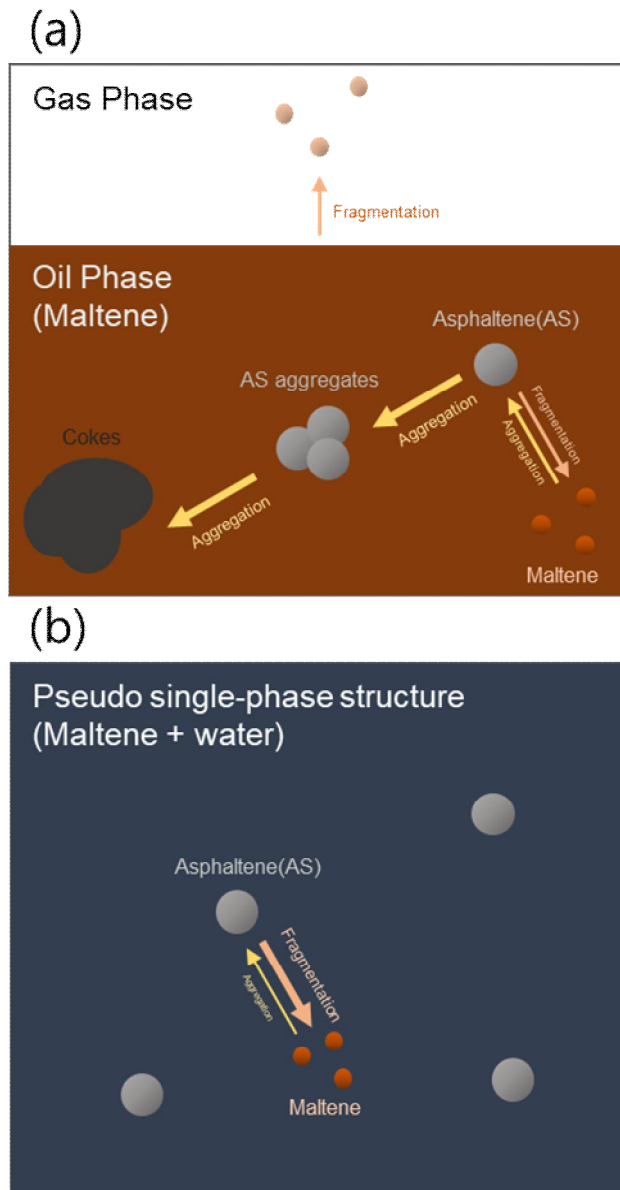 (a)
Gas Phase
Fragmentation
Oil Phase
(Maltene)
Asphaltene(AS)
AS aggregates
Aggregation
Fragmentation
Aggregation
Cokes
Aggregation
Maltene
(b)
Pseudo single-phase structure
(Maltene + water)
Asphaltene(AS)
Fragmentation
Aggregation
Maltene